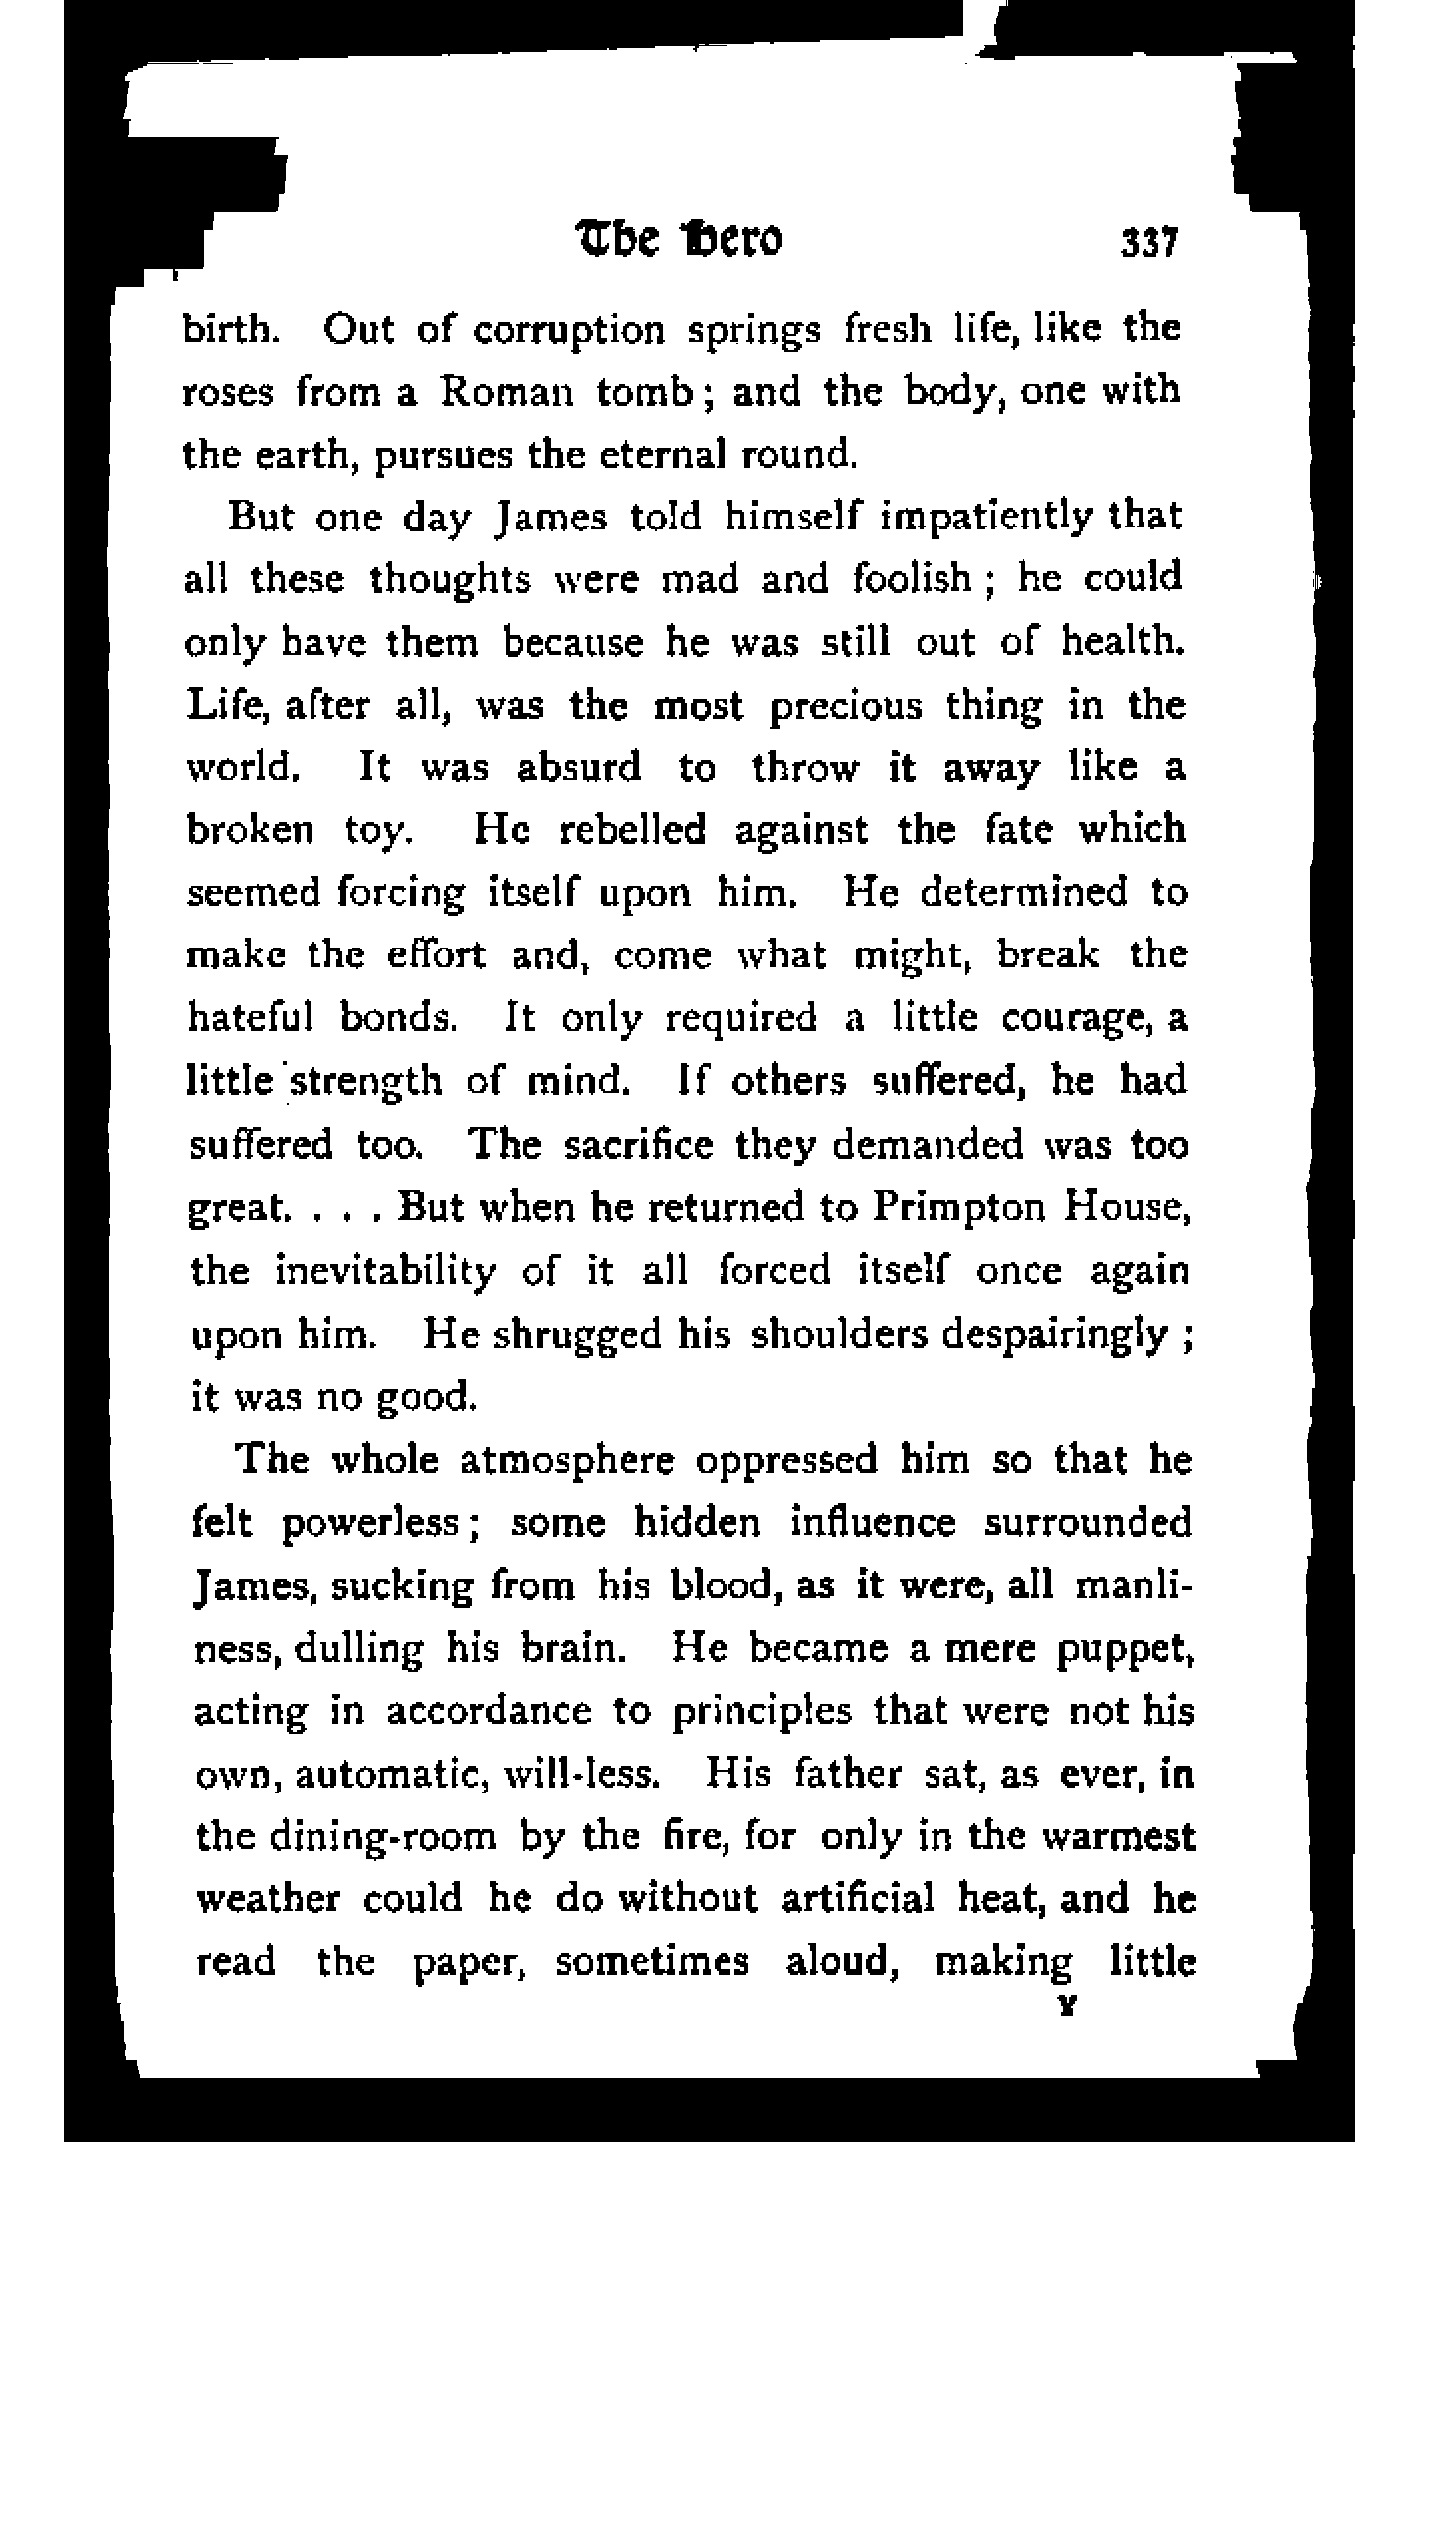 The Hero 337
birth. Out of corruption springs fresh life, like the
roses from a Roman tomb; and the body, one with
the earth, pursues the eternal round.
But one day James told himself impatiently that
all these thoughts were mad and foolish; he could
only have them because he was still out of health.
Life, after all, was the most precious thing in the
world. It was absurd to throw it away like a
broken toy. He rebelled against the fate which
seemed forcing itself upon him. He determined to
make the effort and, come what might, break the
hateful bonds. It only required a little courage, a
little strength of mind. If others suffered, he had
suffered too. The sacrifice they demanded was too
great. . . . But when he returned to Primpton House,
the inevitability of it all forced itself once again
upon him. He shrugged his shoulders despairingly;
it was no good.
The whole atmosphere oppressed him so that he
felt powerless; some hidden influence surrounded
James, sucking from his blood, as it were, all manli-
ness, dulling his brain. He became a mere puppet,
acting in accordance to principles that were not his
own, automatic, will-less. His father sat, as ever, in
the dining-room by the fire, for only in the warmest
weather could he do without artificial heat, and he
read the paper, sometimes aloud, making little
Y